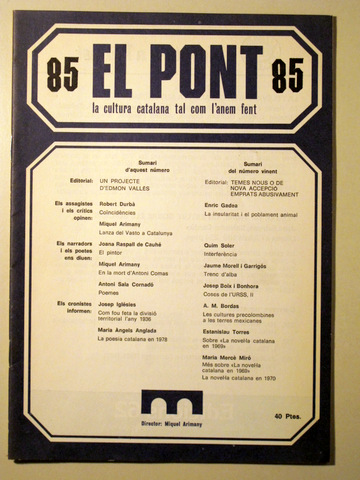 85 EL PONT 85
la cultura catalana tal com l'anem fent
Sumari
d'aquest número
Editorial: UN PROJECTE
D'EDMON VALLÈS
Els assagistes
i els crítics
opinen:
Robert Durbà
Coincidències
Miquel Arimany
Lanza del Vasto a Catalunya
Els narradors
i els poetes
ens diuen:
Joana Raspall de Cauhé
El pintor
Miquel Arimany
En la mort d'Antoni Comas
Antoni Sala Cornadó
Poemes
Els cronistes
informen:
Josep Iglésies
Com fou feta la divisió
territorial l'any 1936
Maria Àngels Anglada
La poesia catalana en 1978
Sumari
del número vinent
Editorial: TEMES NOUS O DE
NOVA ACCEPCIÓ
EMPRATS ABUSIVAMENT
Enric Gadea
La insularitat i el poblament animal
Quim Soler
Interferència
Jaume Morell i Garrigós
Treno d'alba
Josep Boix i Bonhora
Coses de l'URSS, II
A. M. Bordas
Les cultures precolombines
a les terres mexicanes
Estanislau Torres
Sobre «La novel·la catalana
en 1969»
Maria Mercè Miró
Més sobre «La novel·la
catalana en 1969»
La novel·la catalana en 1970
Director: Miquel Arimany
40 Ptes.